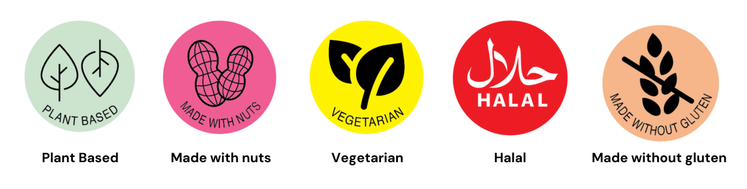 PLANT BASED
MADE WITH NUTS
VEGETARIAN
حلال
HALAL
MADE WITHOUT GLUTEN
Plant Based
Made with nuts
Vegetarian
Halal
Made without gluten